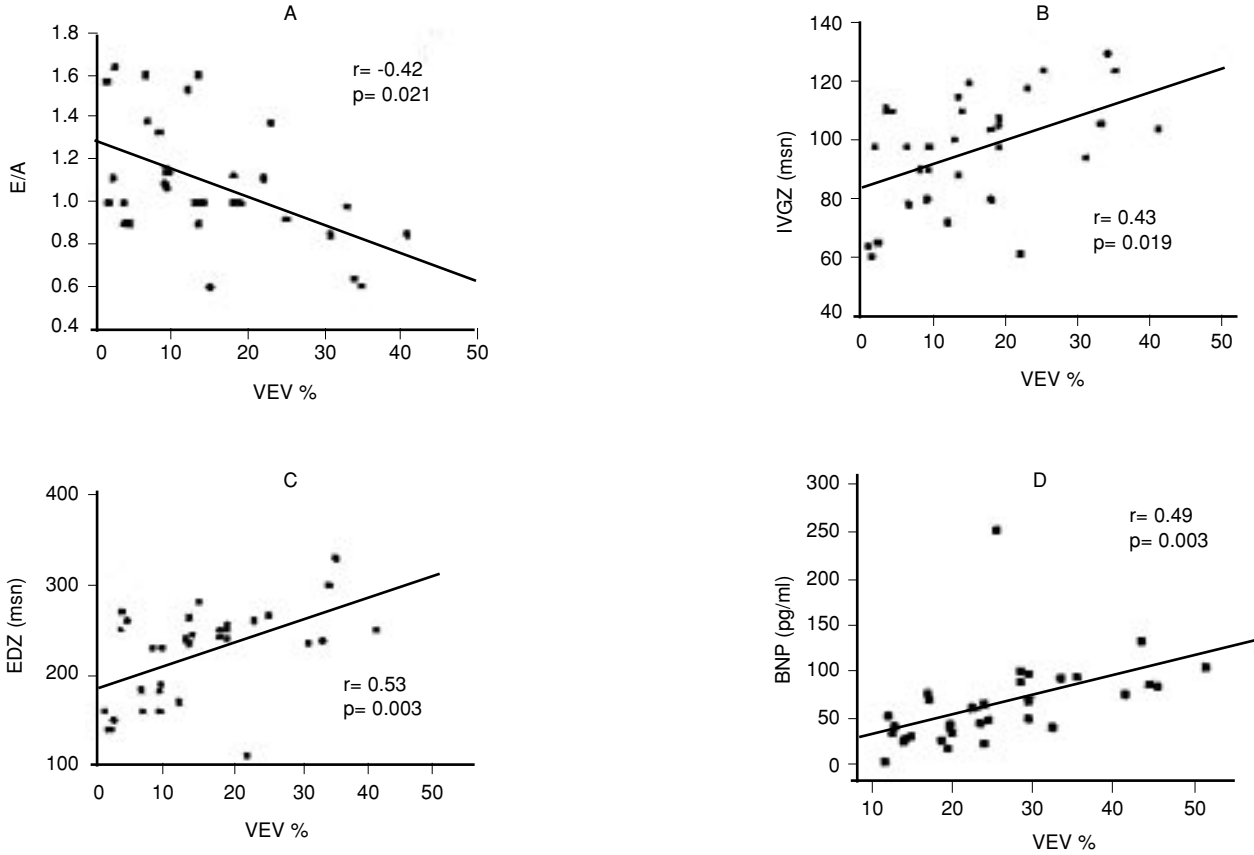 A
1.8
1.6
1.4
1.2
1.0
0.8
0.6
0.4
E/A
r= -0.42
p= 0.021
0 10 20 30 40 50
VEV %
B
140
120
100
80
60
40
IVGZ (msn)
r= 0.43
p= 0.019
0 10 20 30 40 50
VEV %
C
400
300
200
100
EDZ (msn)
r= 0.53
p= 0.003
0 10 20 30 40 50
VEV %
D
300
250
200
150
100
50
0
BNP (pg/ml)
r= 0.49
p= 0.003
10 20 30 40 50
VEV %